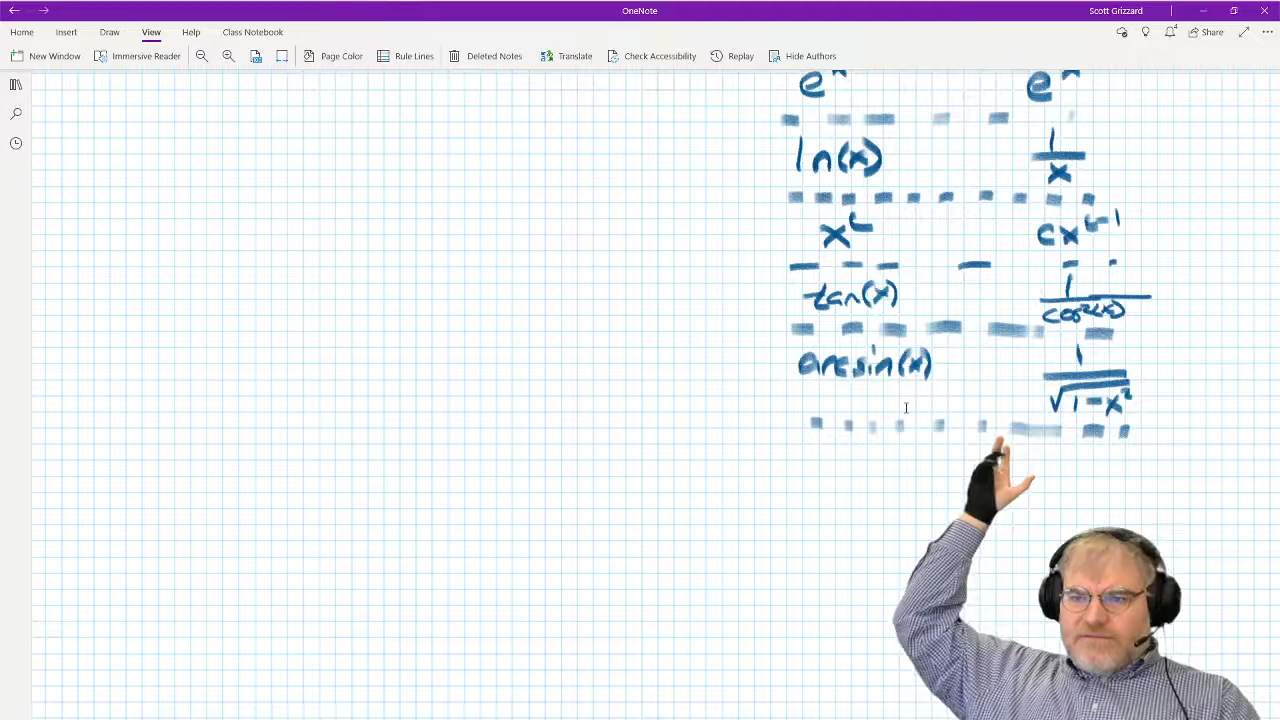 OneNote
Scott Grizzard
Home Insert Draw View Help Class Notebook
Share
New Window Immersive Reader Page Color Rule Lines Deleted Notes Translate Check Accessibility Replay Hide Authors
e^x e^x
ln(x) 1/x
x^c cx^c-1
tan(x) 1/cos²(x)
arcsin(x) 1/√1-x²